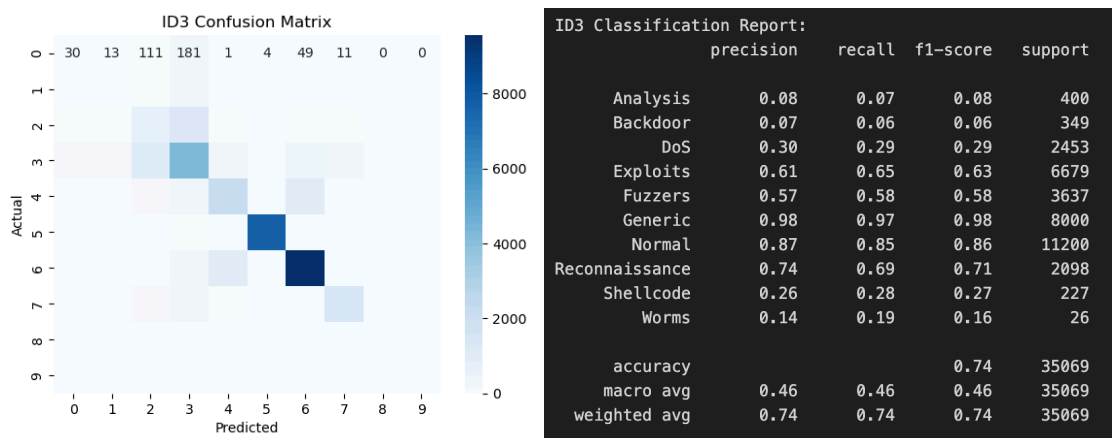 ID3 Confusion Matrix
0 30 13 111 181 1 4 49 11 0 0
1
2
3
4
5
6
7
8
9
Actual
0 1 2 3 4 5 6 7 8 9
Predicted
8000
6000
4000
2000
0
ID3 Classification Report:
precision recall f1-score support
Analysis 0.08 0.07 0.08 400
Backdoor 0.07 0.06 0.06 349
DoS 0.30 0.29 0.29 2453
Exploits 0.61 0.65 0.63 6679
Fuzzers 0.57 0.58 0.58 3637
Generic 0.98 0.97 0.98 8000
Normal 0.87 0.85 0.86 11200
Reconnaissance 0.74 0.69 0.71 2098
Shellcode 0.26 0.28 0.27 227
Worms 0.14 0.19 0.16 26
accuracy 0.74 35069
macro avg 0.46 0.46 0.46 35069
weighted avg 0.74 0.74 0.74 35069